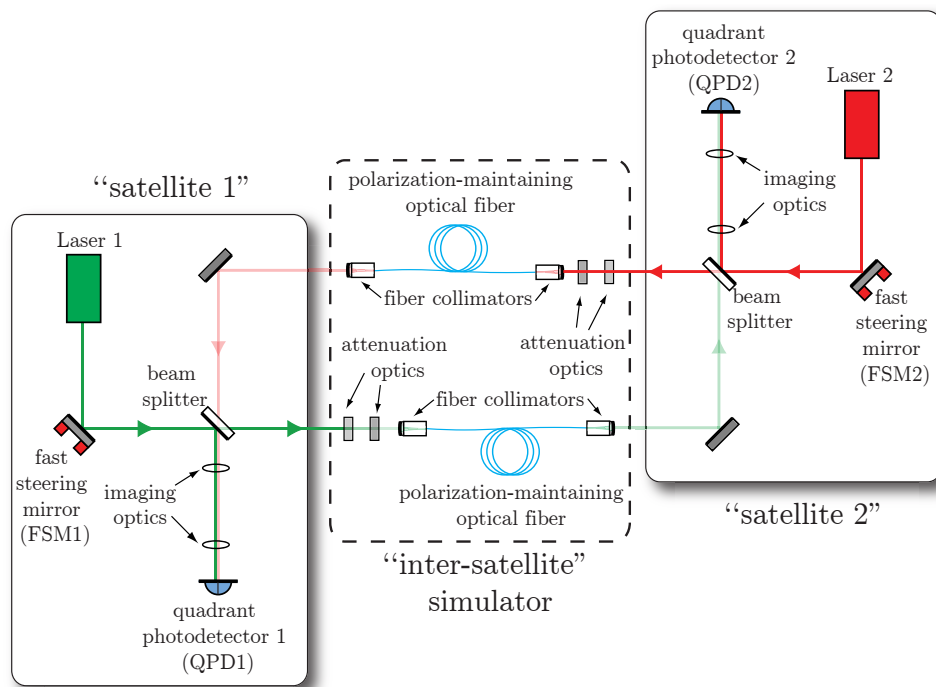 quadrant
photodetector 2
(QPD2)
Laser 2
imaging
optics
beam
splitter
fast
steering
mirror
(FSM2)
“satellite 2”
“satellite 1”
Laser 1
beam
splitter
fast
steering
mirror
(FSM1)
imaging
optics
quadrant
photodetector 1
(QPD1)
polarization-maintaining
optical fiber
fiber collimators
attenuation
optics
attenuation
optics
fiber collimators
polarization-maintaining
optical fiber
“inter-satellite”
simulator